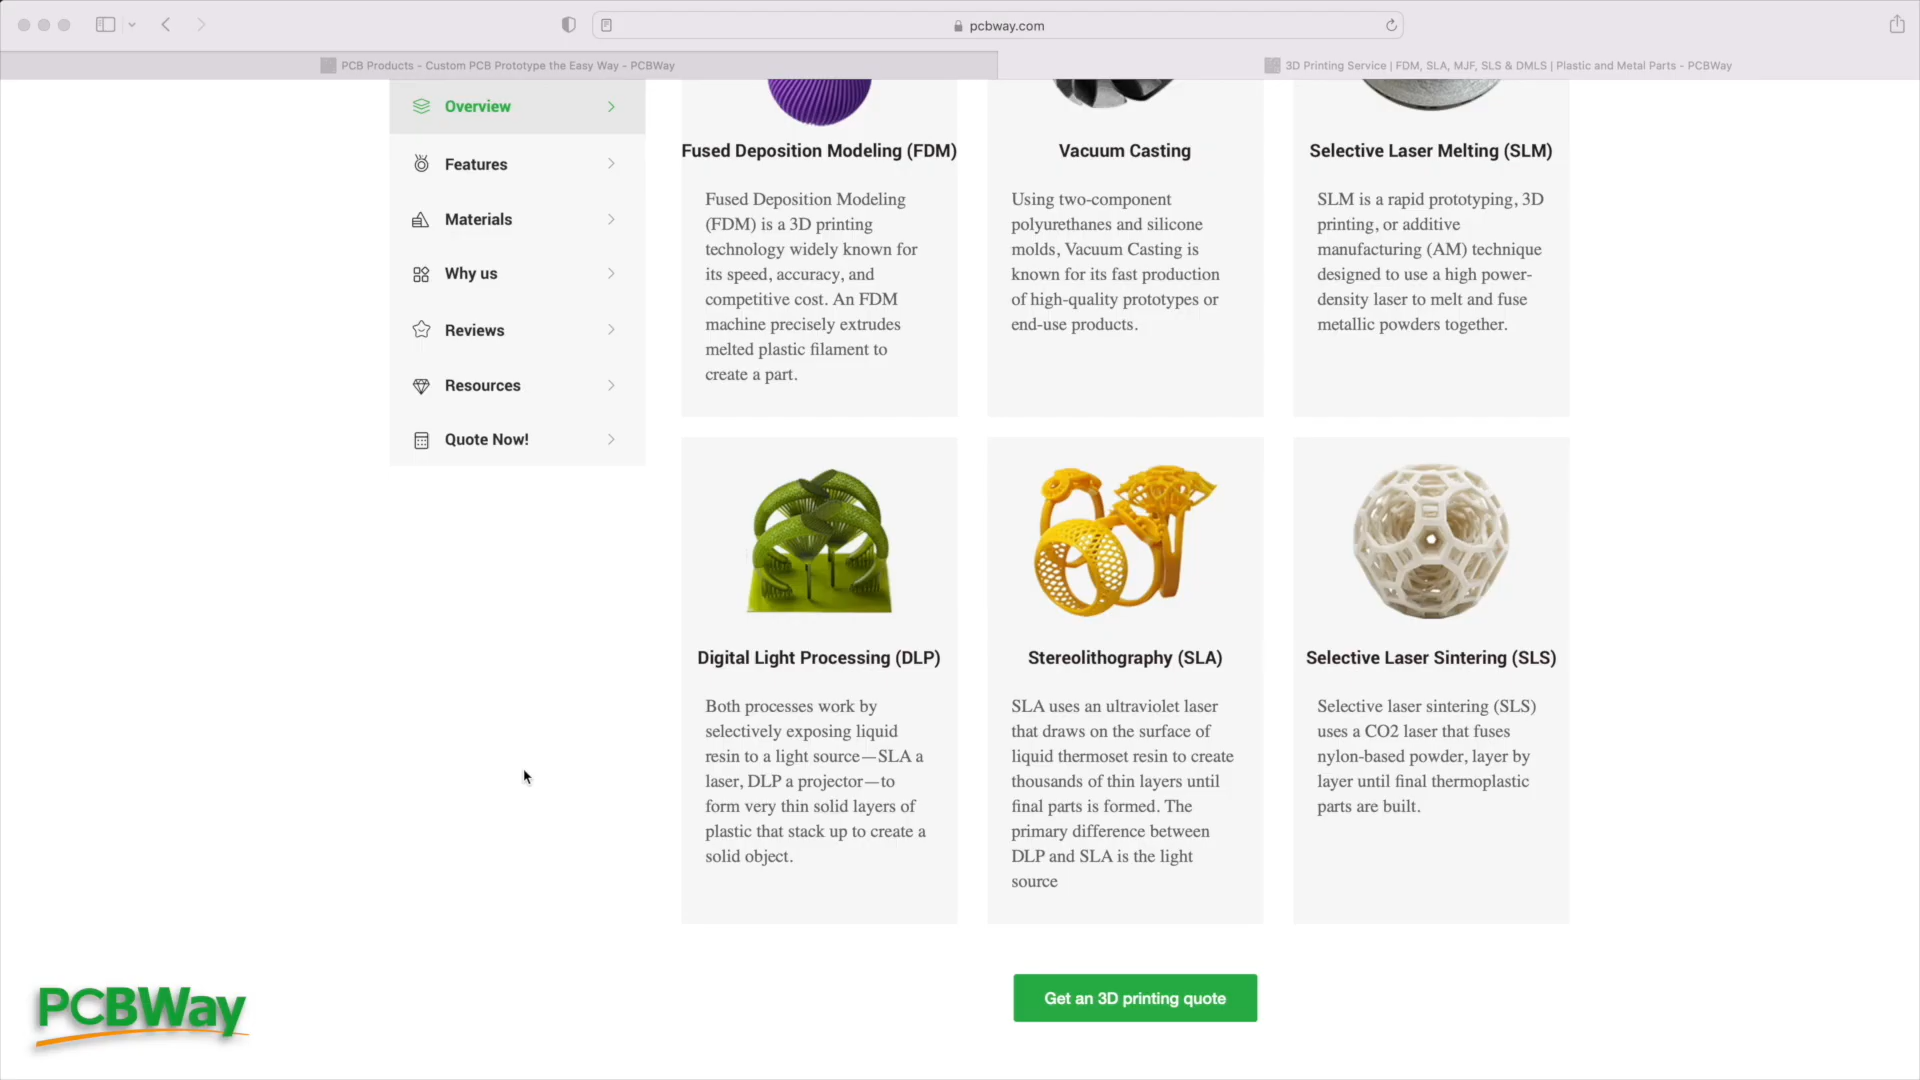 pcbway.com
PCB Products - Custom PCB Prototype the Easy Way - PCBWay
3D Printing Service | FDM, SLA, MJF, SLS & DMLS | Plastic and Metal Parts - PCBWay
Overview
Features
Materials
Why us
Reviews
Resources
Quote Now!
Fused Deposition Modeling (FDM)
Fused Deposition Modeling
(FDM) is a 3D printing
technology widely known for
its speed, accuracy, and
competitive cost. An FDM
machine precisely extrudes
melted plastic filament to
create a part.
Vacuum Casting
Using two-component
polyurethanes and silicone
molds, Vacuum Casting is
known for its fast production
of high-quality prototypes or
end-use products.
Selective Laser Melting (SLM)
SLM is a rapid prototyping, 3D
printing, or additive
manufacturing (AM) technique
designed to use a high power-
density laser to melt and fuse
metallic powders together.
Digital Light Processing (DLP)
Both processes work by
selectively exposing liquid
resin to a light source—SLA a
laser, DLP a projector—to
form very thin solid layers of
plastic that stack up to create a
solid object.
Stereolithography (SLA)
SLA uses an ultraviolet laser
that draws on the surface of
liquid thermoset resin to create
thousands of thin layers until
final parts is formed. The
primary difference between
DLP and SLA is the light
source
Selective Laser Sintering (SLS)
Selective laser sintering (SLS)
uses a CO2 laser that fuses
nylon-based powder, layer by
layer until final thermoplastic
parts are built.
Get an 3D printing quote
PCBWay